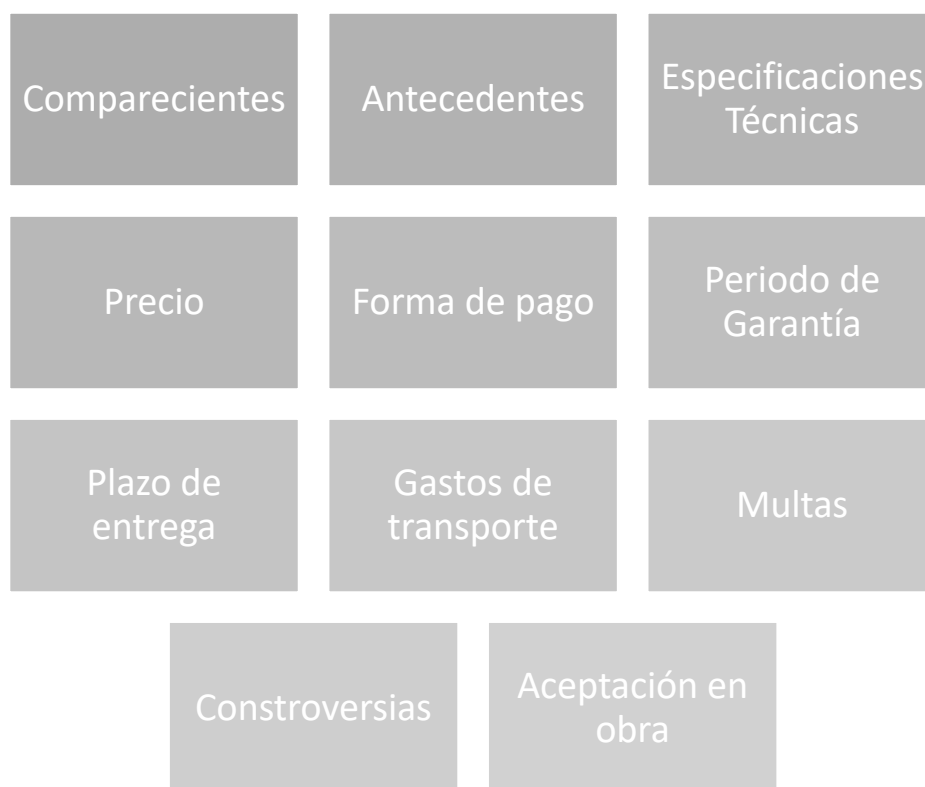 Comparecientes
Antecedentes
Especificaciones
Técnicas
Precio
Forma de pago
Periodo de
Garantía
Plazo de
entrega
Gastos de
transporte
Multas
Constroversias
Aceptación en
obra